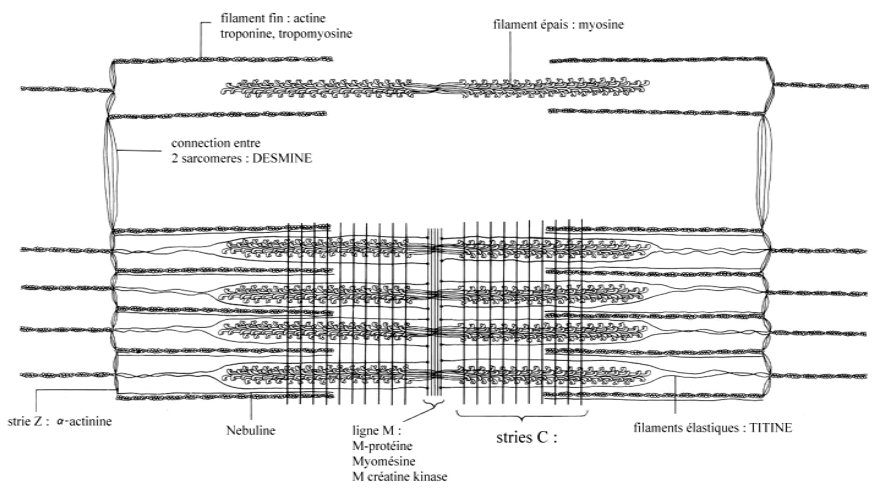 filament fin : actine
troponine, tropomyosine
filament épais : myosine
connection entre
2 sarcomeres : DESMINE
strie Z : α-actinine
Nebuline
ligne M :
M-protéine
Myomésine
M créatine kinase
stries C :
filaments élastiques : TITINE